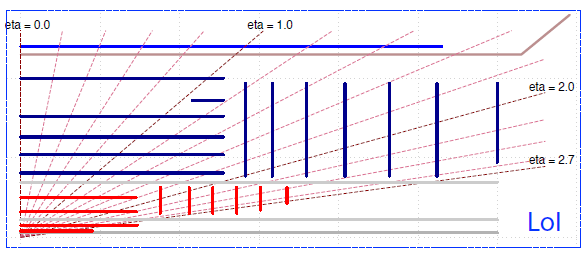 eta = 0.0
eta = 1.0
eta = 2.0
eta = 2.7
LoI